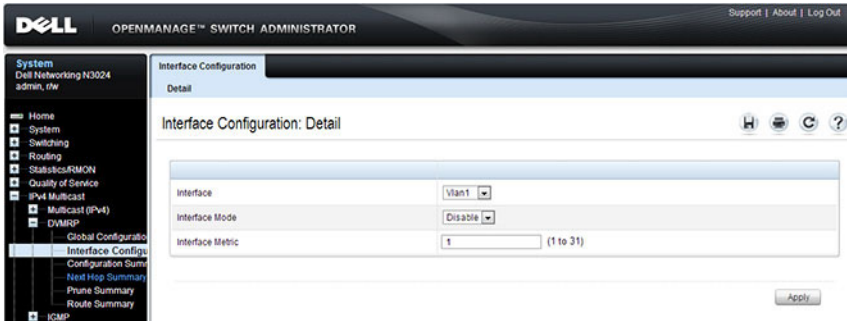 Support | About | Log Out
DELL OPENMANAGE™ SWITCH ADMINISTRATOR
System
Dell Networking N3024
admin, r/w
Home
System
Switching
Routing
Statistics/RMON
Quality of Service
IPv4 Multicast
Multicast (IPv4)
DVMRP
Global Configuratio
Interface Configu
Configuration Summ
Next Hop Summary
Prune Summary
Route Summary
IGMP
Interface Configuration
Detail
Interface Configuration: Detail
Interface Vlan1
Interface Mode Disable
Interface Metric 1 (1 to 31)
Apply